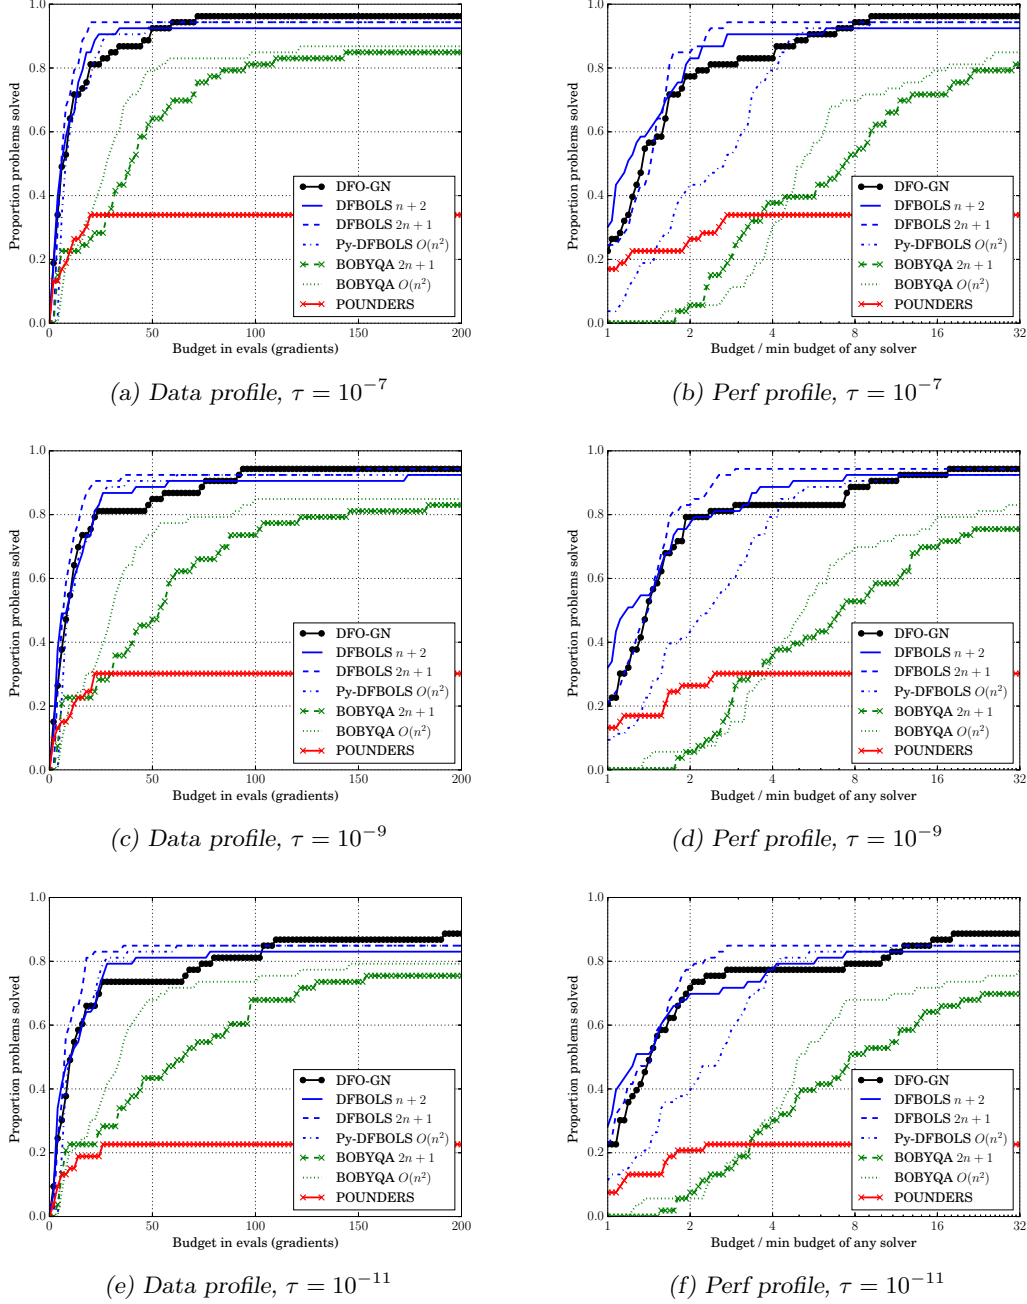 1.0
0.8
0.6
0.4
0.2
0.0
Proportion problems solved
DFO-GN
DFBOLS n + 2
DFBOLS 2n + 1
Py-DFBOLS O(n²)
BOBYQA 2n + 1
BOBYQA O(n²)
POUNDERS
0 50 100 150 200
Budget in evals (gradients)
(a) Data profile, τ = 10⁻⁷
1.0
0.8
0.6
0.4
0.2
0.0
Proportion problems solved
DFO-GN
DFBOLS n + 2
DFBOLS 2n + 1
Py-DFBOLS O(n²)
BOBYQA 2n + 1
BOBYQA O(n²)
POUNDERS
1 2 4 8 16 32
Budget / min budget of any solver
(b) Perf profile, τ = 10⁻⁷
1.0
0.8
0.6
0.4
0.2
0.0
Proportion problems solved
DFO-GN
DFBOLS n + 2
DFBOLS 2n + 1
Py-DFBOLS O(n²)
BOBYQA 2n + 1
BOBYQA O(n²)
POUNDERS
0 50 100 150 200
Budget in evals (gradients)
(c) Data profile, τ = 10⁻⁹
1.0
0.8
0.6
0.4
0.2
0.0
Proportion problems solved
DFO-GN
DFBOLS n + 2
DFBOLS 2n + 1
Py-DFBOLS O(n²)
BOBYQA 2n + 1
BOBYQA O(n²)
POUNDERS
1 2 4 8 16 32
Budget / min budget of any solver
(d) Perf profile, τ = 10⁻⁹
1.0
0.8
0.6
0.4
0.2
0.0
Proportion problems solved
DFO-GN
DFBOLS n + 2
DFBOLS 2n + 1
Py-DFBOLS O(n²)
BOBYQA 2n + 1
BOBYQA O(n²)
POUNDERS
0 50 100 150 200
Budget in evals (gradients)
(e) Data profile, τ = 10⁻¹¹
1.0
0.8
0.6
0.4
0.2
0.0
Proportion problems solved
DFO-GN
DFBOLS n + 2
DFBOLS 2n + 1
Py-DFBOLS O(n²)
BOBYQA 2n + 1
BOBYQA O(n²)
POUNDERS
1 2 4 8 16 32
Budget / min budget of any solver
(f) Perf profile, τ = 10⁻¹¹